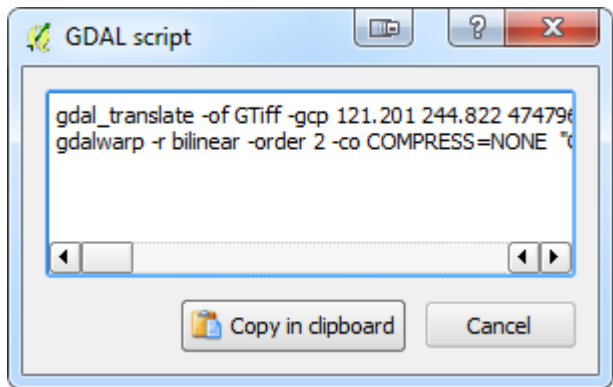 GDAL script
gdal_translate -of GTiff -gcp 121.201 244.822 474796
gdalwarp -r bilinear -order 2 -co COMPRESS=NONE "
Copy in clipboard
Cancel